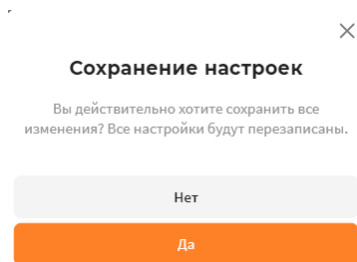 Сохранение настроек
Вы действительно хотите сохранить все
изменения? Все настройки будут перезаписаны.
Нет
Да